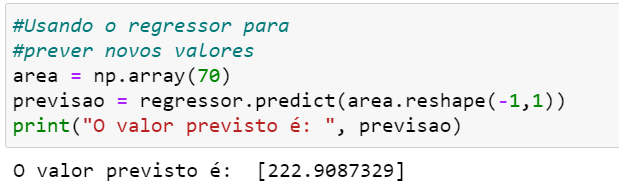 #Usando o regressor para
#prever novos valores
area = np.array(70)
previsao = regressor.predict(area.reshape(-1,1))
print("O valor previsto é: ", previsao)
O valor previsto é:  [222.9087329]